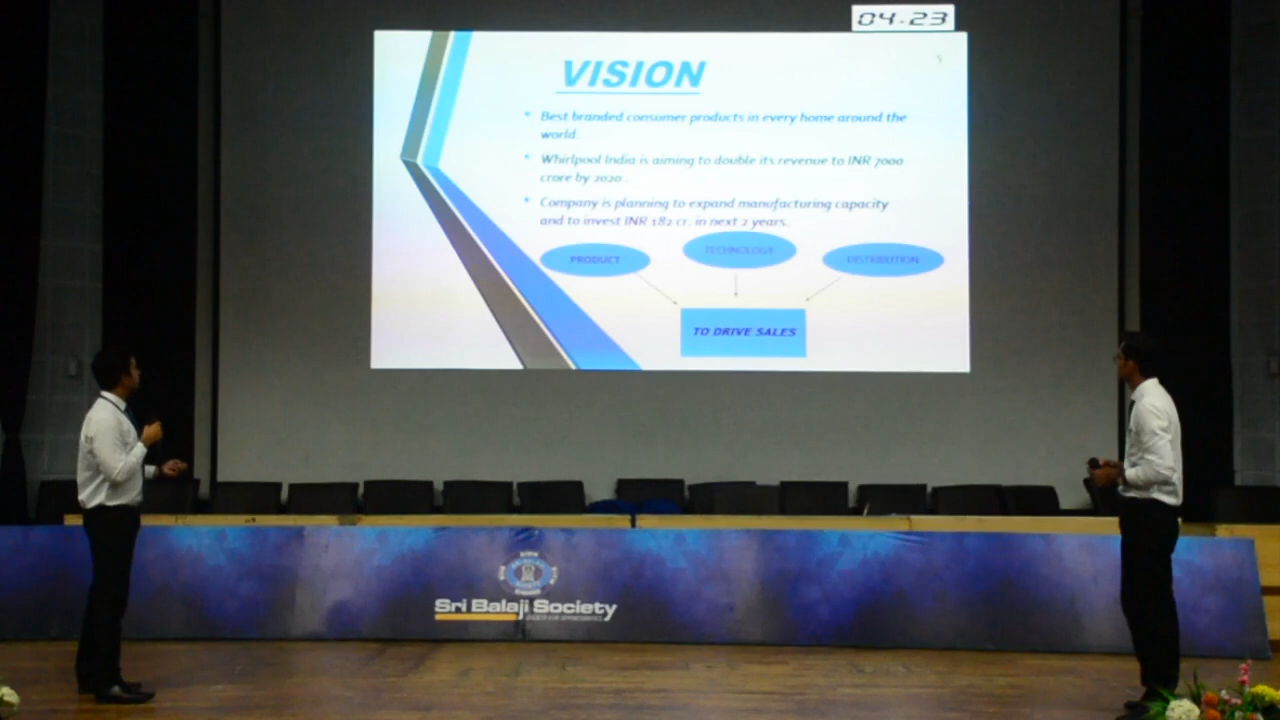 04.23
VISION
Best branded consumer products in every home around the
world.
Whirlpool India is aiming to double its revenue to INR 7000
crore by 2020 .
Company is planning to expand manufacturing capacity
and to invest INR 182 cr. in next 2 years.
PRODUCT
TECHNOLOGY
DISTRIBUTION
TO DRIVE SALES
Sri Balaji Society